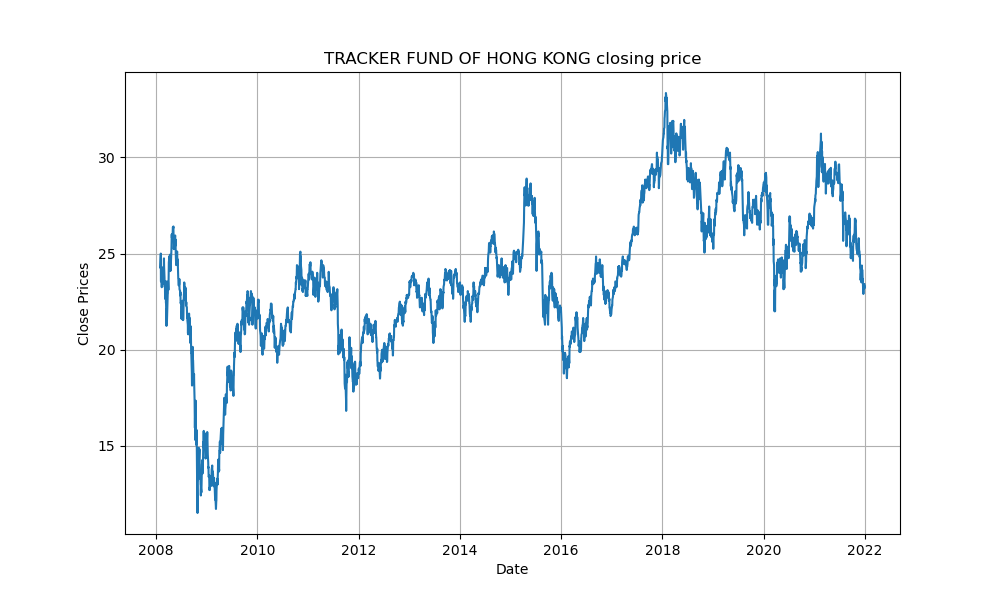 TRACKER FUND OF HONG KONG closing price
30
25
20
15
Close Prices
2008 2010 2012 2014 2016 2018 2020 2022
Date